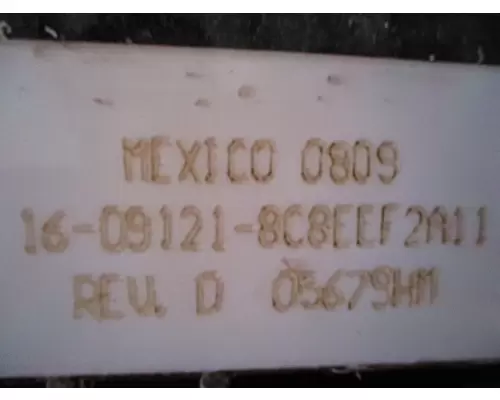 MEXICO 0809
16-09121-8C8EEF2A11
REV. D 05679HM